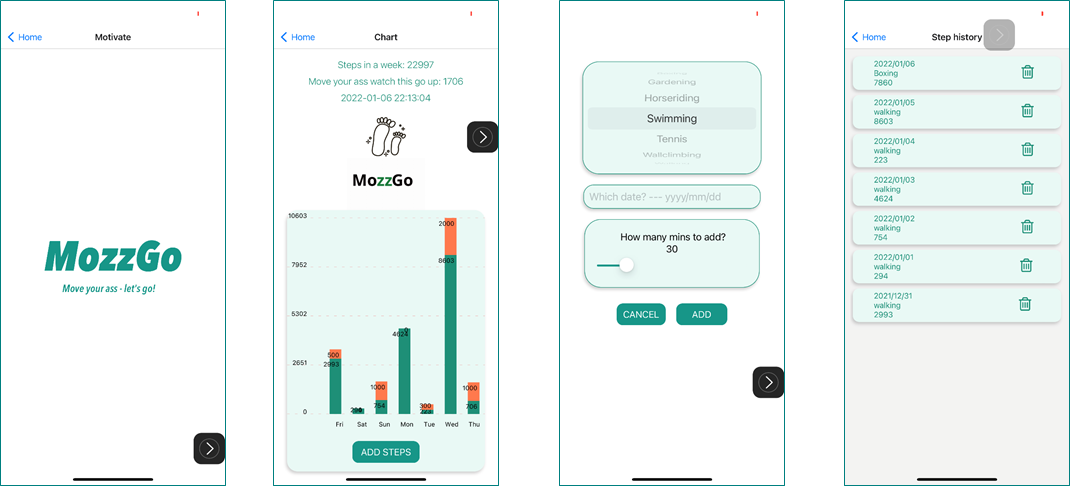 Home
Motivate
MozzGo
Move your ass - let's go!
Home
Chart
Steps in a week: 22997
Move your ass watch this go up: 1706
2022-01-06 22:13:04
MozzGo
10603
7952
5302
2651
0
500
2993
1000
754
4624
0
300
223
2000
8603
1000
706
Fri
Sat
Sun
Mon
Tue
Wed
Thu
ADD STEPS
Gardening
Horseriding
Swimming
Tennis
Wallclimbing
Which date? --- yyyy/mm/dd
How many mins to add?
30
CANCEL
ADD
Home
Step history
2022/01/06
Boxing
7860
2022/01/05
walking
8603
2022/01/04
walking
223
2022/01/03
walking
4624
2022/01/02
walking
754
2022/01/01
walking
294
2021/12/31
walking
2993